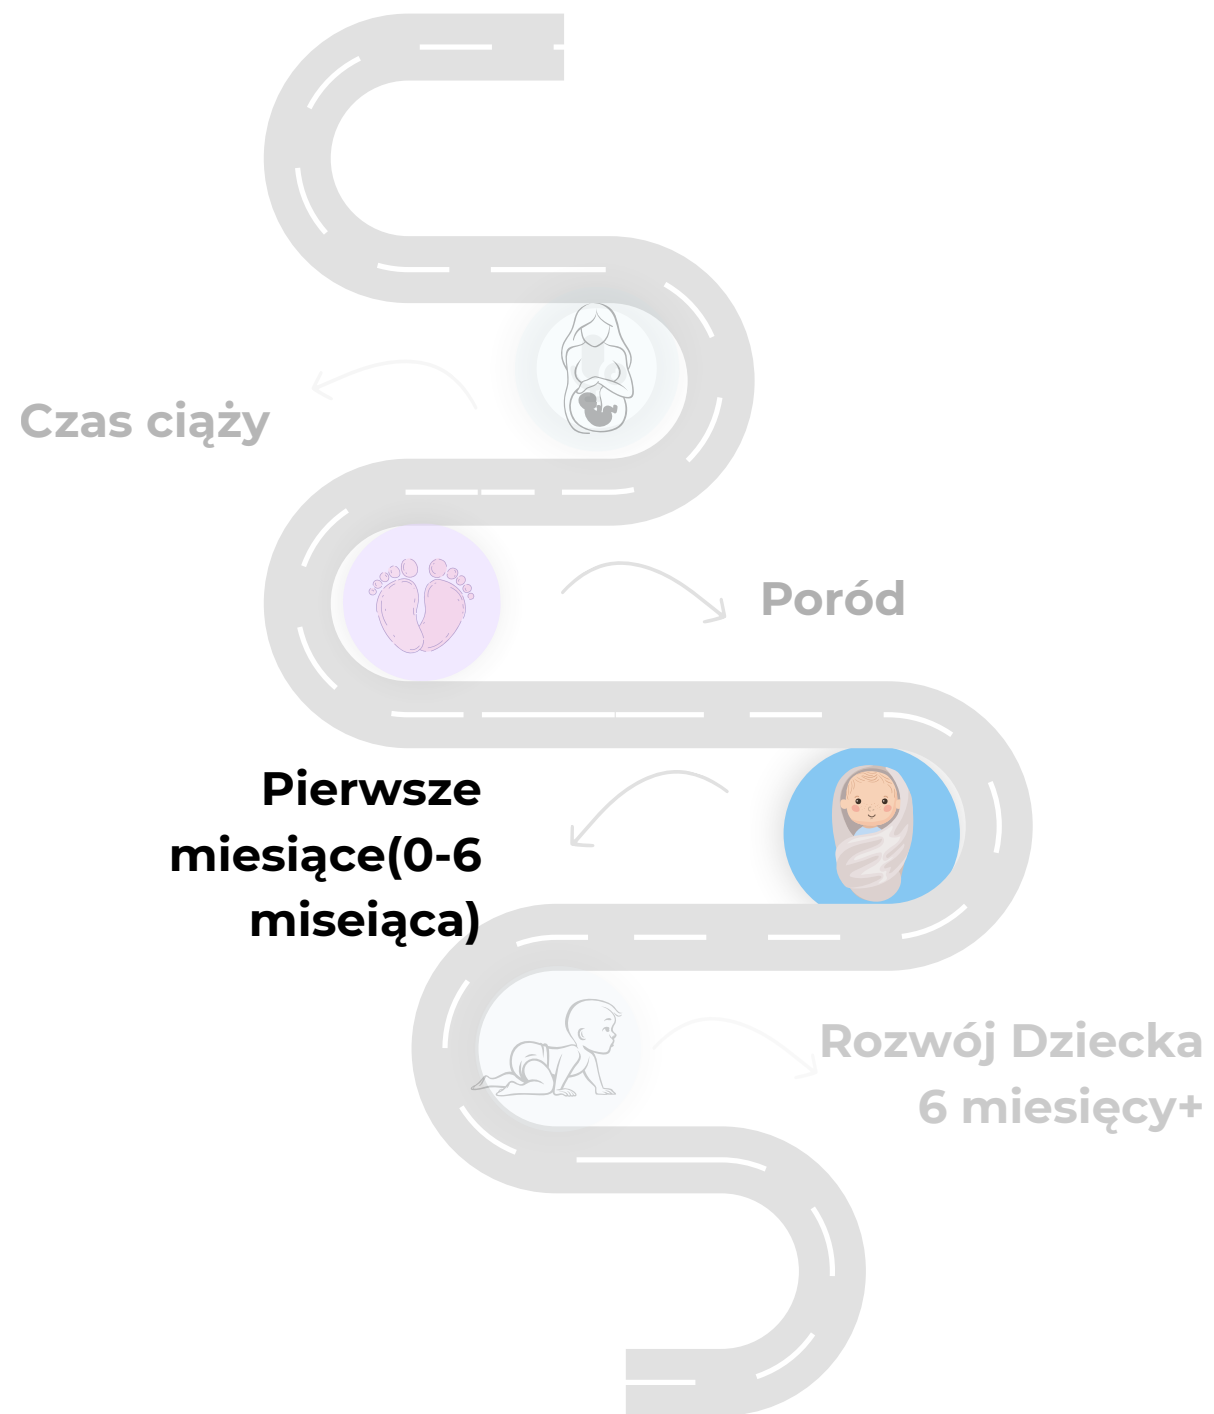 Czas ciąży
Poród
Pierwsze
miesiące(0-6
miseiąca)
Rozwój Dziecka
6 miesięcy+